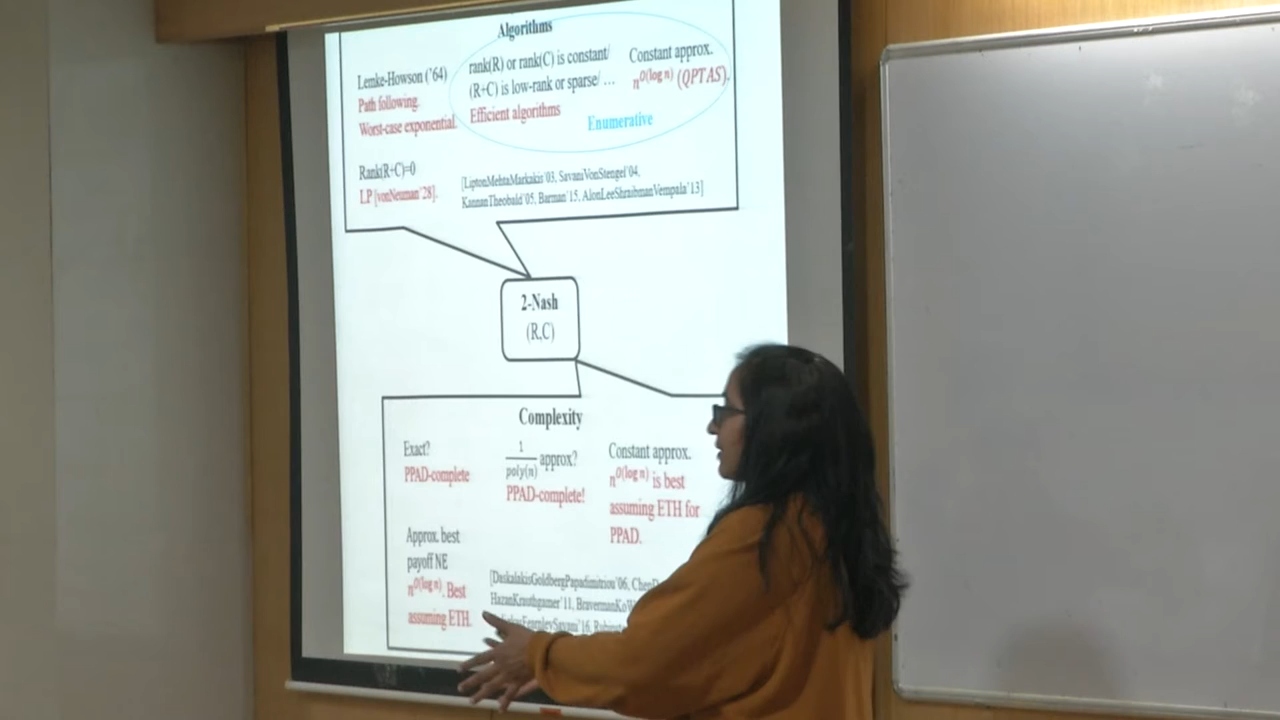 Algorithms
Lemke-Howson ('64)
Path following.
Worst-case exponential.
rank(R) or rank(C) is constant/
(R+C) is low-rank or sparse/ …
Efficient algorithms
Enumerative
Constant approx.
n^O(log n) (QPTAS).
Rank(R+C)=0
LP [vonNeuman'28].
[LiptonMehtaMarkakis'03, SavaniVonStengel'04,
KannanTheobald'05, Barman'15, AlonLeeShraibmanVempala'13]
2-Nash
(R,C)
Complexity
Exact?
PPAD-complete
1/poly(n) approx?
PPAD-complete!
Constant approx.
n^O(log n) is best
assuming ETH for
PPAD.
Approx. best
payoff NE
n^O(log n). Best
assuming ETH.
[DaskalakisGoldbergPapadimitriou'06,
HazanKrauthgamer'11,